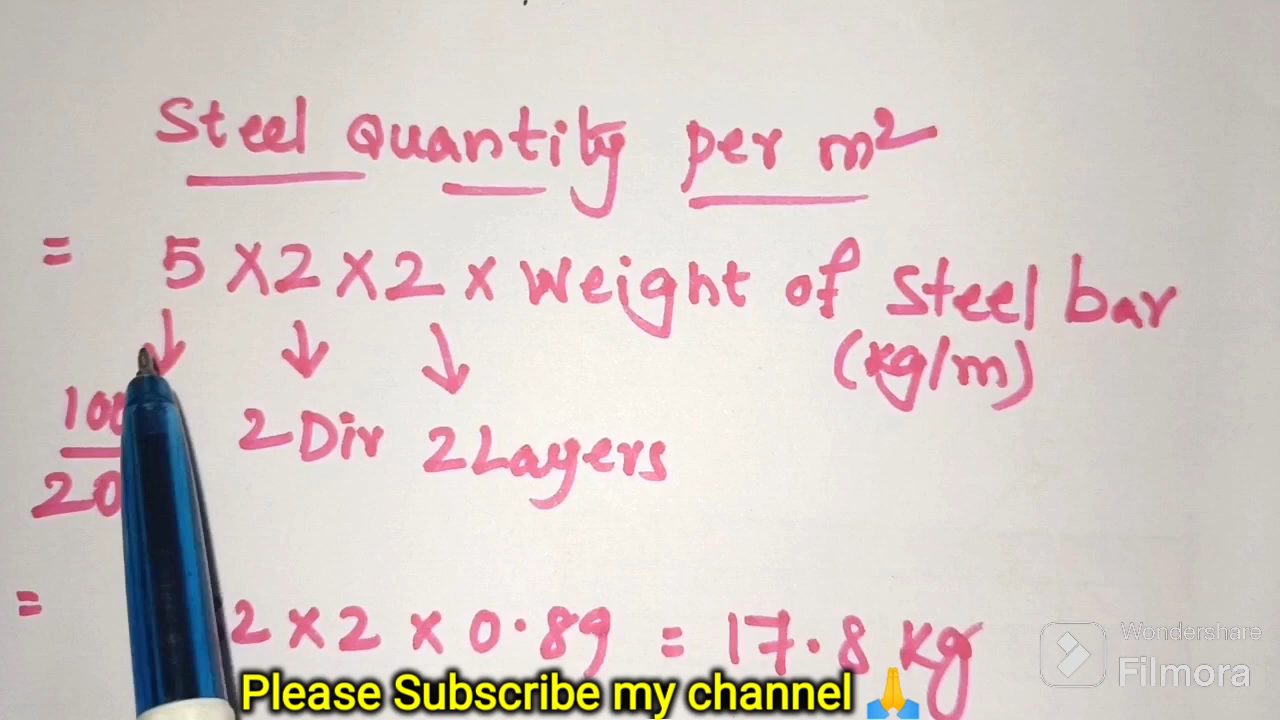 Steel Quantity per m²
= 5 × 2 × 2 × Weight of Steel bar
(kg/m)
2 Dir 2 Layers
= 2 × 2 × 0.89 = 17.8 kg
Wondershare
Filmora
Please Subscribe my channel 🙏